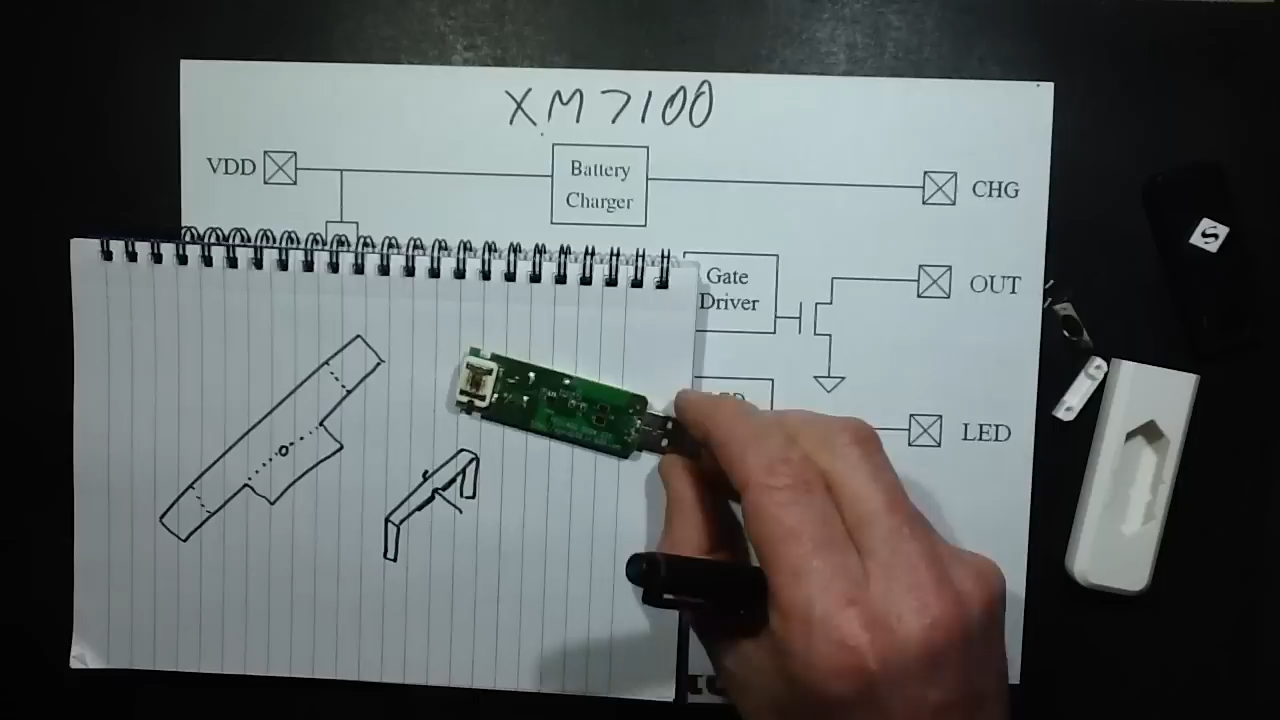 XM7100
VDD
Battery
Charger
CHG
Gate
Driver
OUT
LED
S